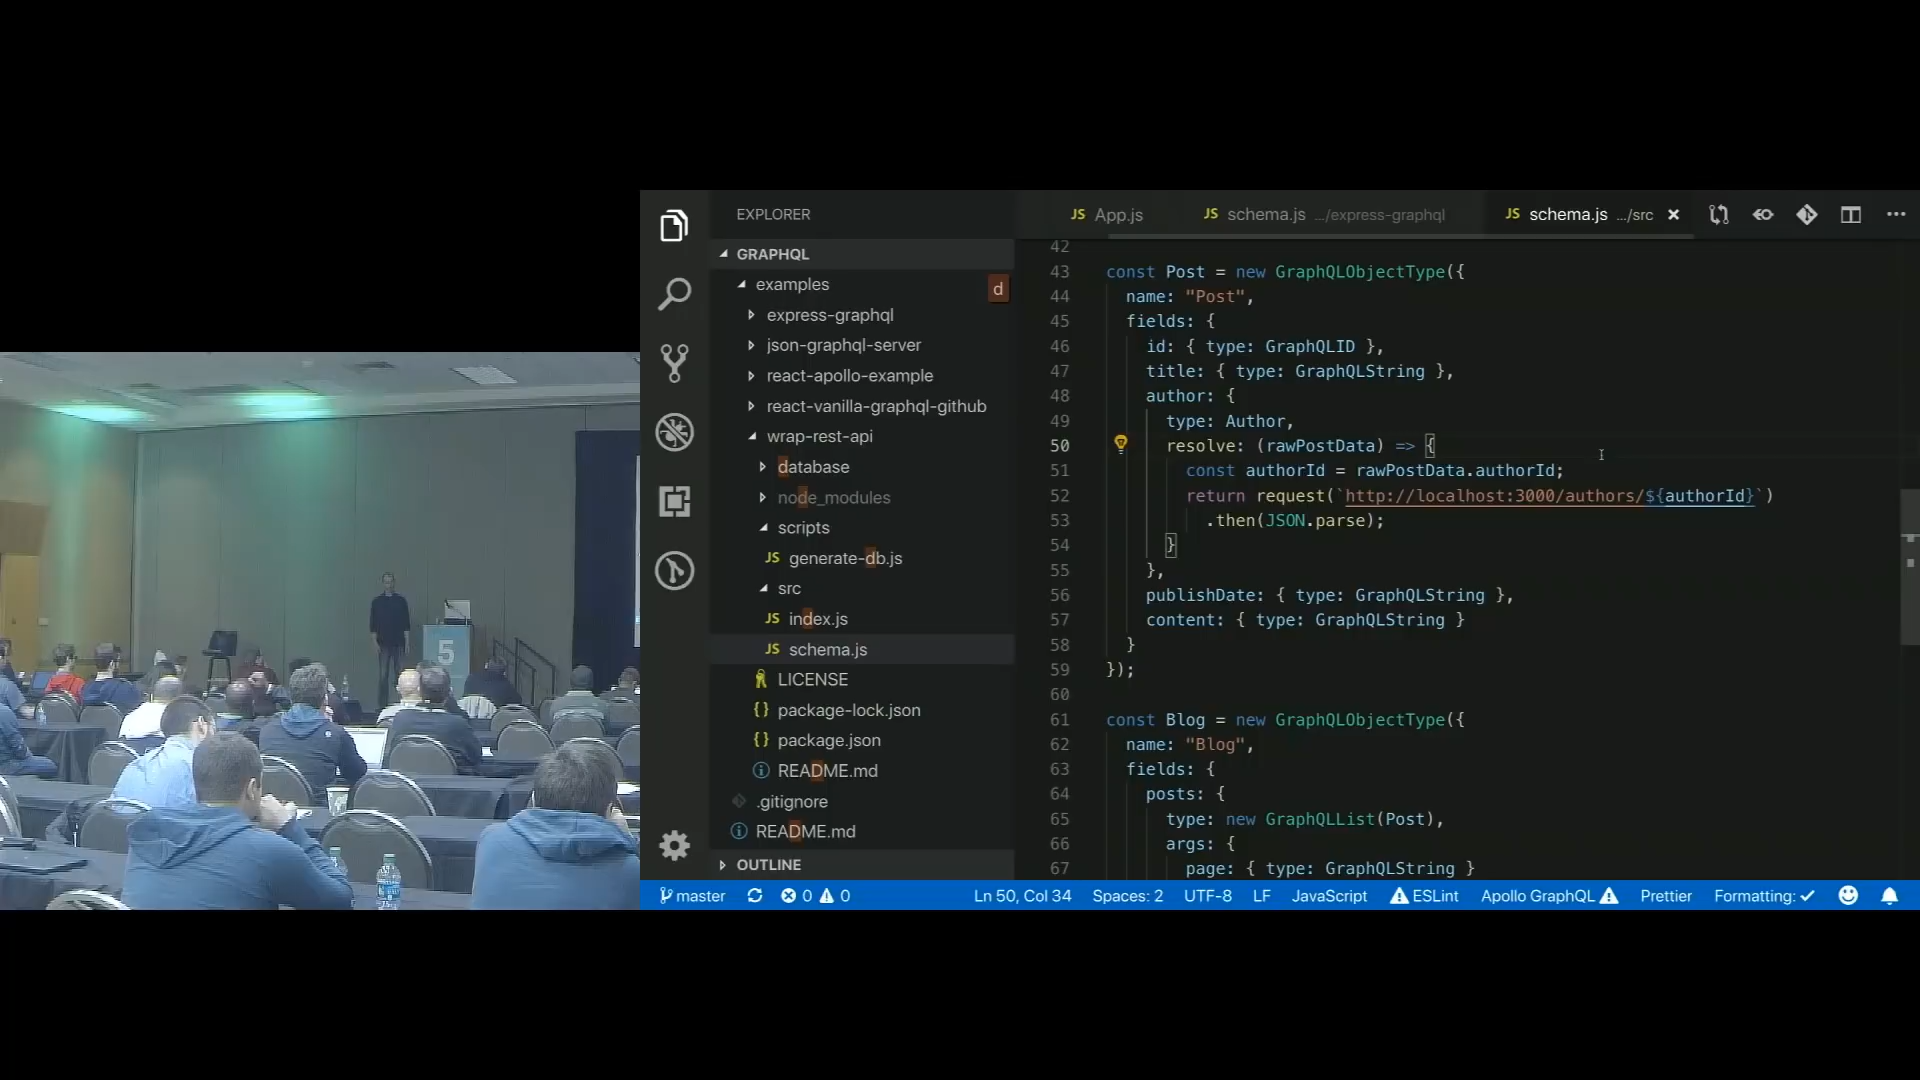 EXPLORER
GRAPHQL
examples
d
express-graphql
json-graphql-server
react-apollo-example
react-vanilla-graphql-github
wrap-rest-api
database
node_modules
scripts
JS generate-db.js
src
JS index.js
JS schema.js
LICENSE
{} package-lock.json
{} package.json
README.md
.gitignore
README.md
OUTLINE
JS App.js
JS schema.js .../express-graphql
JS schema.js .../src
42
43 const Post = new GraphQLObjectType({
44 name: "Post",
45 fields: {
46 id: { type: GraphQLID },
47 title: { type: GraphQLString },
48 author: {
49 type: Author,
50 resolve: (rawPostData) => {
51 const authorId = rawPostData.authorId;
52 return request(`http://localhost:3000/authors/${authorId}`)
53 .then(JSON.parse);
54 }
55 },
56 publishDate: { type: GraphQLString },
57 content: { type: GraphQLString }
58 }
59 });
60
61 const Blog = new GraphQLObjectType({
62 name: "Blog",
63 fields: {
64 posts: {
65 type: new GraphQLList(Post),
66 args: {
67 page: { type: GraphQLString }
master 0 0 Ln 50, Col 34 Spaces: 2 UTF-8 LF JavaScript ESLint Apollo GraphQL Prettier Formatting:
5